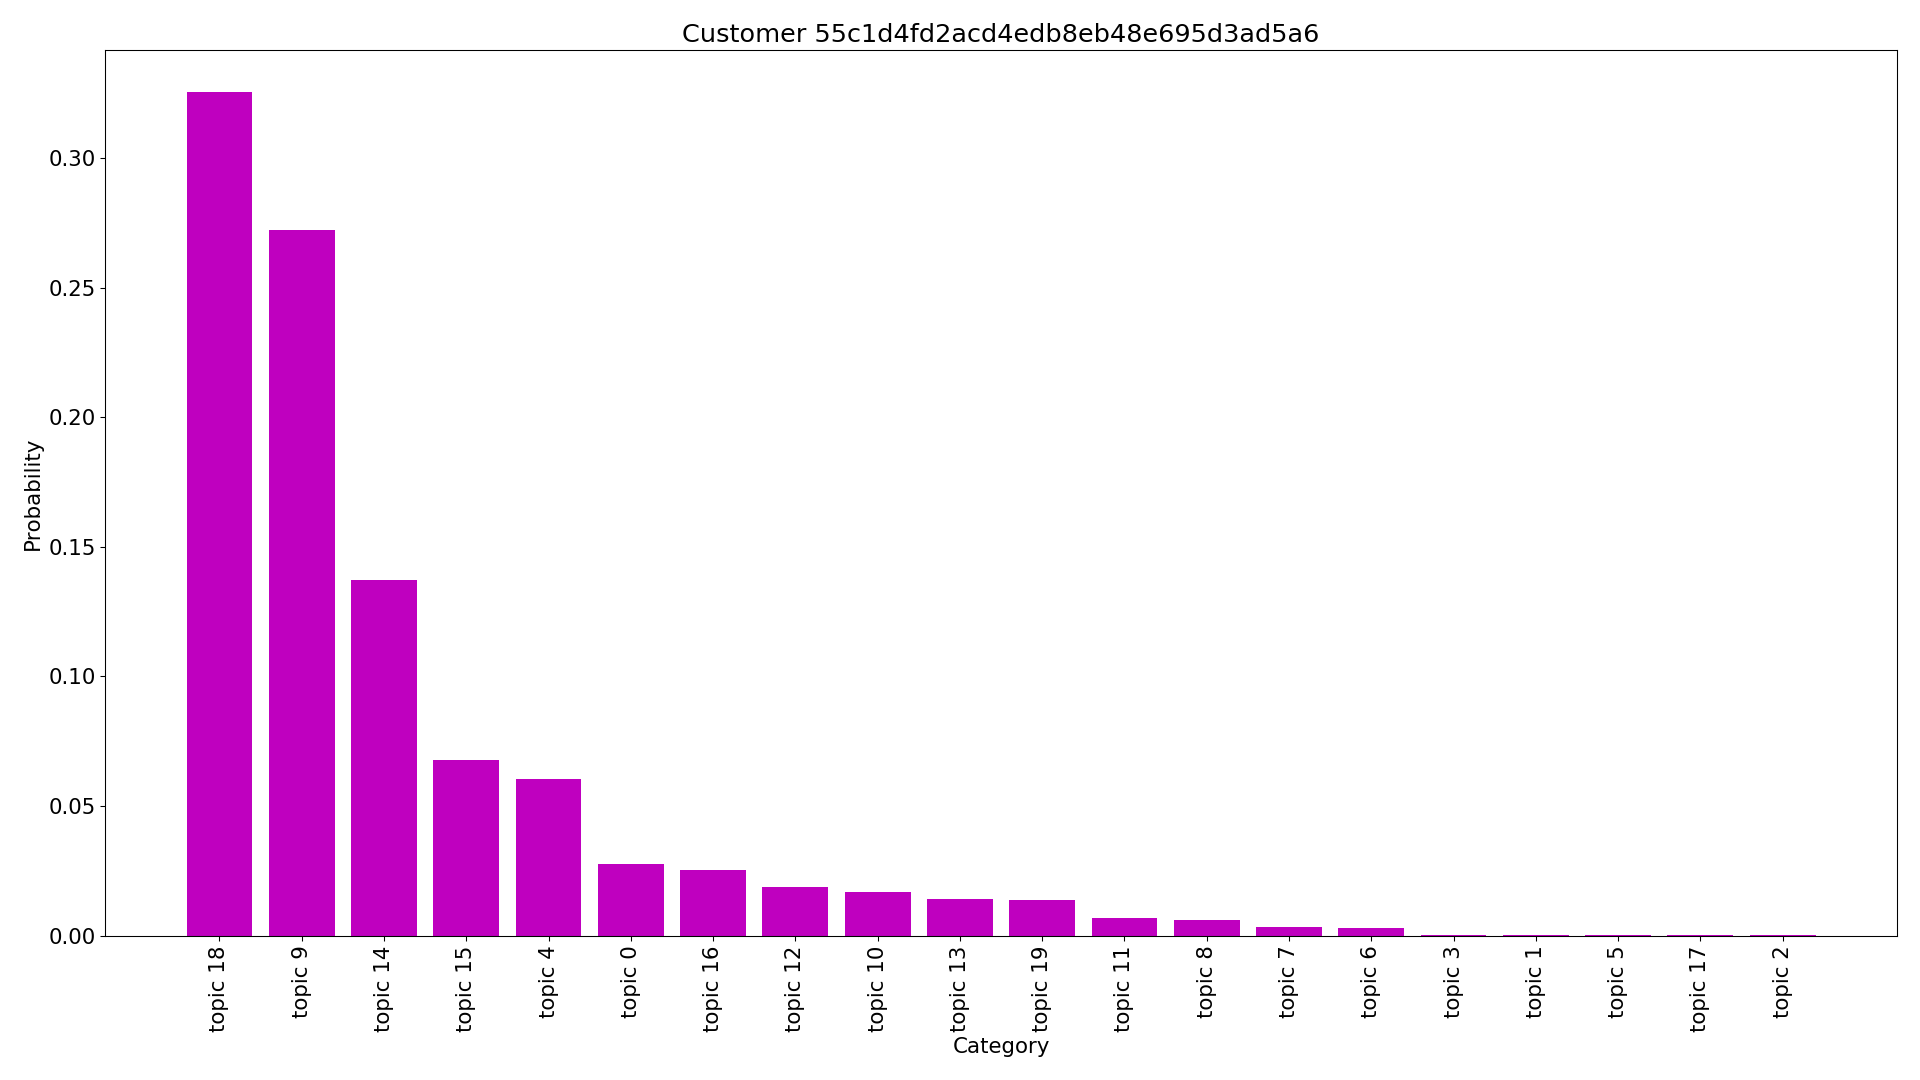 Customer 55c1d4fd2acd4edb8eb48e695d3ad5a6
Probability
0.30
0.25
0.20
0.15
0.10
0.05
0.00
topic 18
topic 9
topic 14
topic 15
topic 4
topic 0
topic 16
topic 12
topic 10
topic 13
topic 19
topic 11
topic 8
topic 7
topic 6
topic 3
topic 1
topic 5
topic 17
topic 2
Category